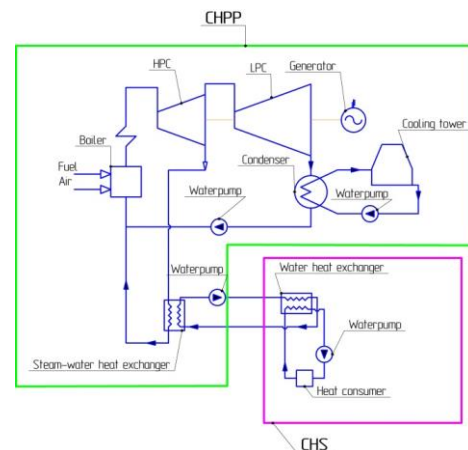 CHPP
HPC
LPC
Generator
Boiler
Cooling tower
Fuel
Air
Condenser
Waterpump
Waterpump
Waterpump
Water heat exchanger
Waterpump
Steam-water heat exchanger
Heat consumer
CHS